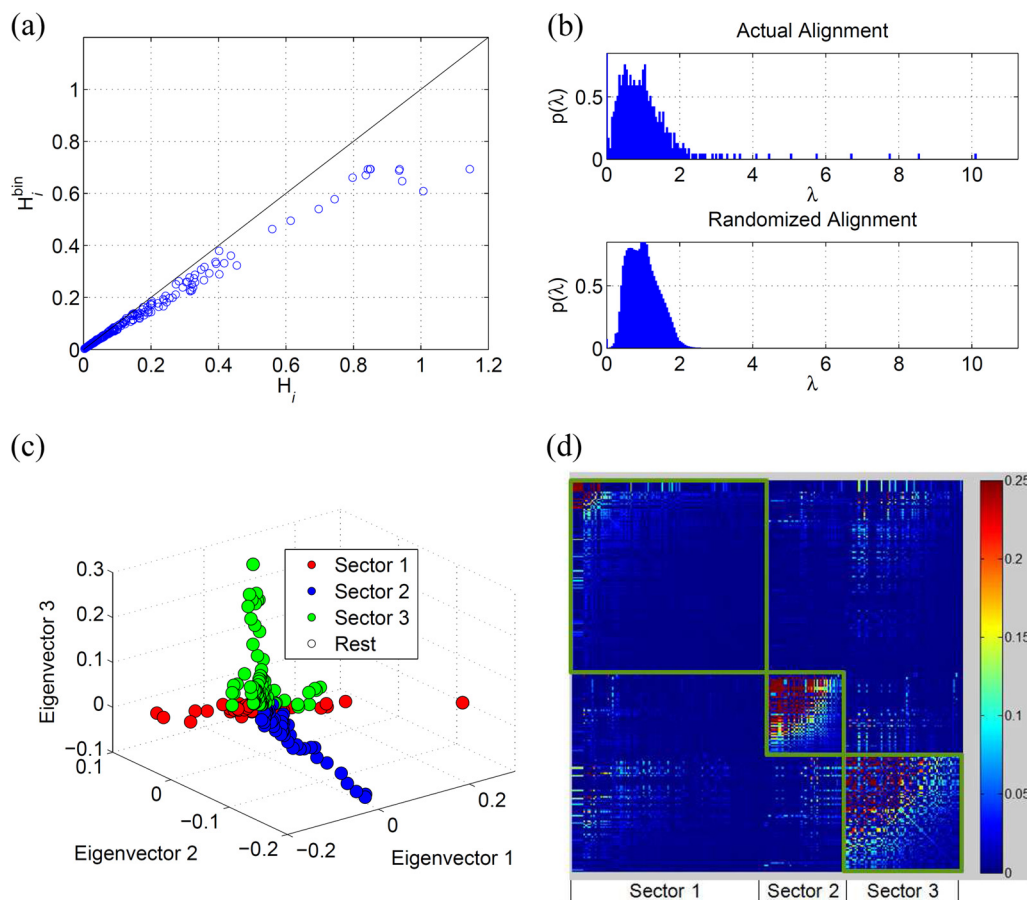 (a)
1
0.8
0.6
0.4
0.2
0
0 0.2 0.4 0.6 0.8 1 1.2
H_i^bin
H_i
(b)
Actual Alignment
0.5
0
p(λ)
0 2 4 6 8 10
λ
Randomized Alignment
0.5
0
p(λ)
0 2 4 6 8 10
λ
(c)
0.3
0.2
0.1
0
−0.1
Eigenvector 3
0.1
0
−0.1
−0.2
Eigenvector 2
−0.2
0
0.2
Eigenvector 1
Sector 1
Sector 2
Sector 3
Rest
(d)
0.25
0.2
0.15
0.1
0.05
0
Sector 1 Sector 2 Sector 3